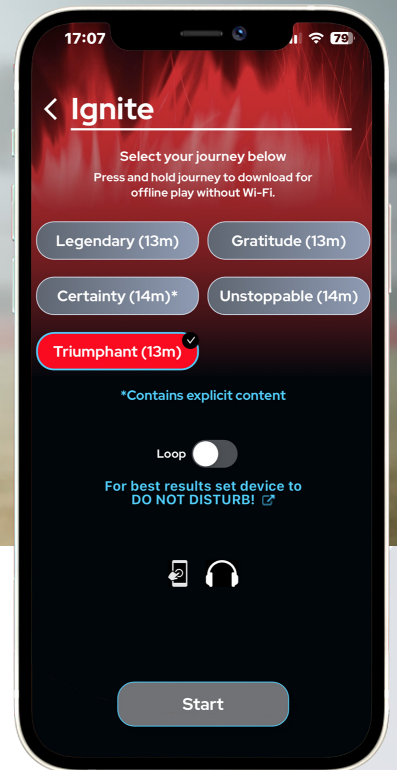 17:07
79
Ignite
Select your journey below
Press and hold journey to download for
offline play without Wi-Fi.
Legendary (13m)
Gratitude (13m)
Certainty (14m)*
Unstoppable (14m)
Triumphant (13m)
*Contains explicit content
Loop
For best results set device to
DO NOT DISTURB!
Start